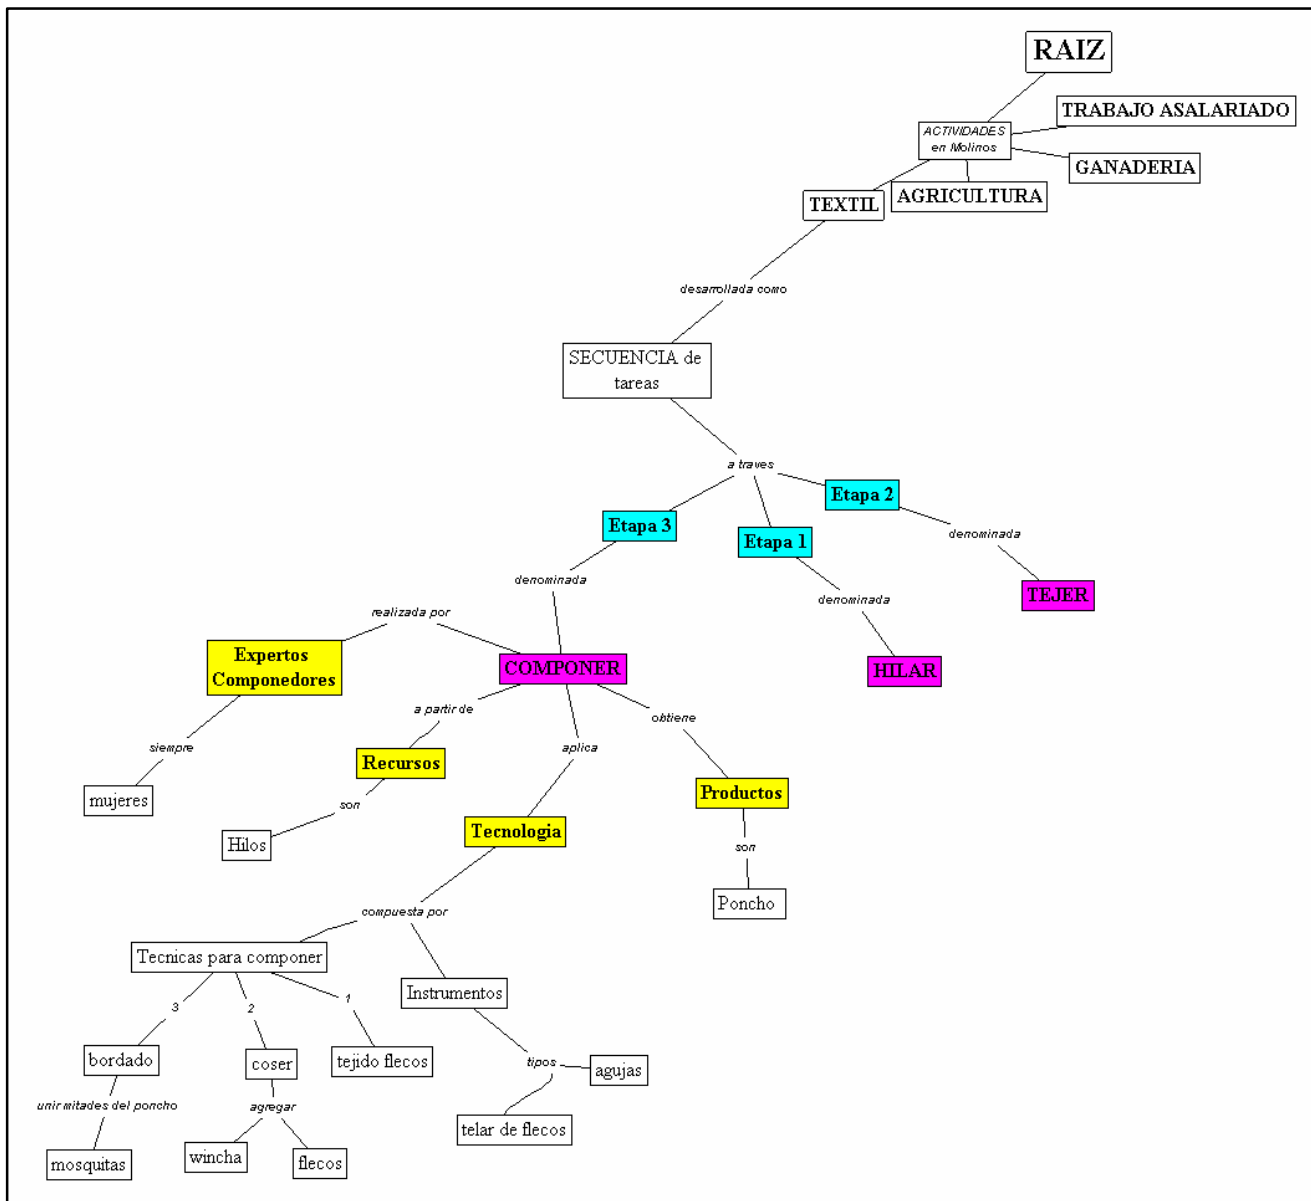 RAIZ
TRABAJO ASALARIADO
ACTIVIDADES
en Molinos
GANADERIA
AGRICULTURA
TEXTIL
desarrollada como
SECUENCIA de
tareas
a traves
Etapa 2
Etapa 3
Etapa 1
denominada
denominada
denominada
TEJER
realizada por
Expertos
Componedores
COMPONER
HILAR
a partir de
obtiene
siempre
aplica
Recursos
mujeres
Productos
son
Tecnologia
Hilos
son
Poncho
compuesta por
Tecnicas para componer
Instrumentos
3
2
1
bordado
coser
tejido flecos
tipos
agujas
unir mitades del poncho
agregar
telar de flecos
mosquitas
wincha
flecos